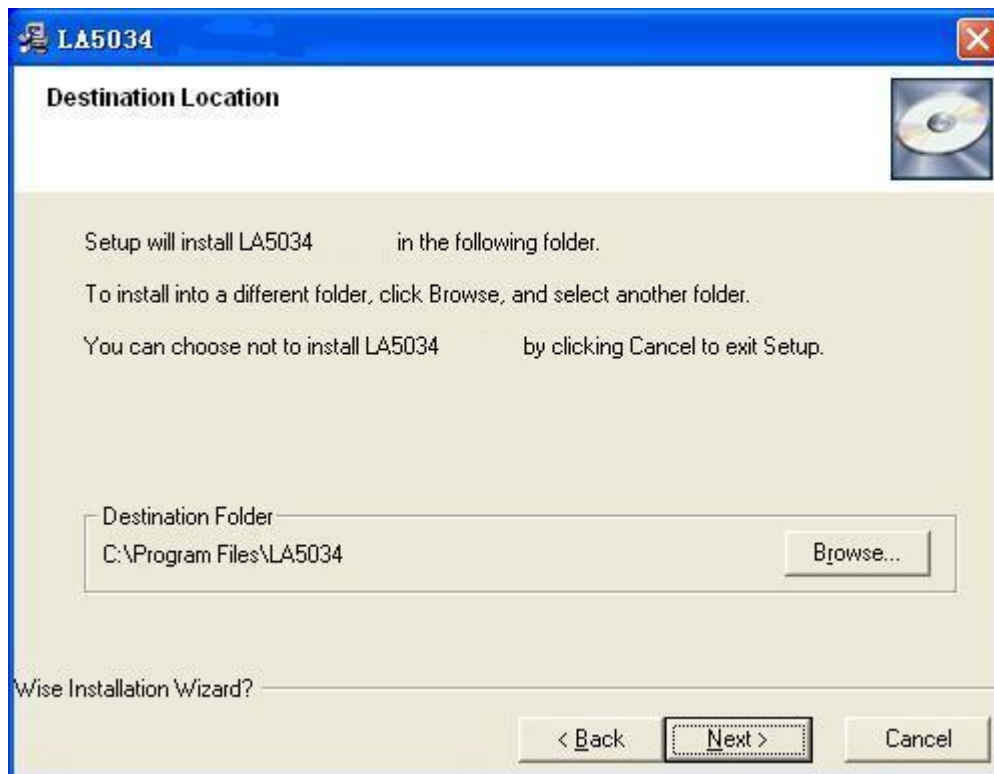 LA5034
Destination Location
Setup will install LA5034 in the following folder.
To install into a different folder, click Browse, and select another folder.
You can choose not to install LA5034 by clicking Cancel to exit Setup.
Destination Folder
C:\Program Files\LA5034
Browse...
Wise Installation Wizard?
< Back
Next >
Cancel